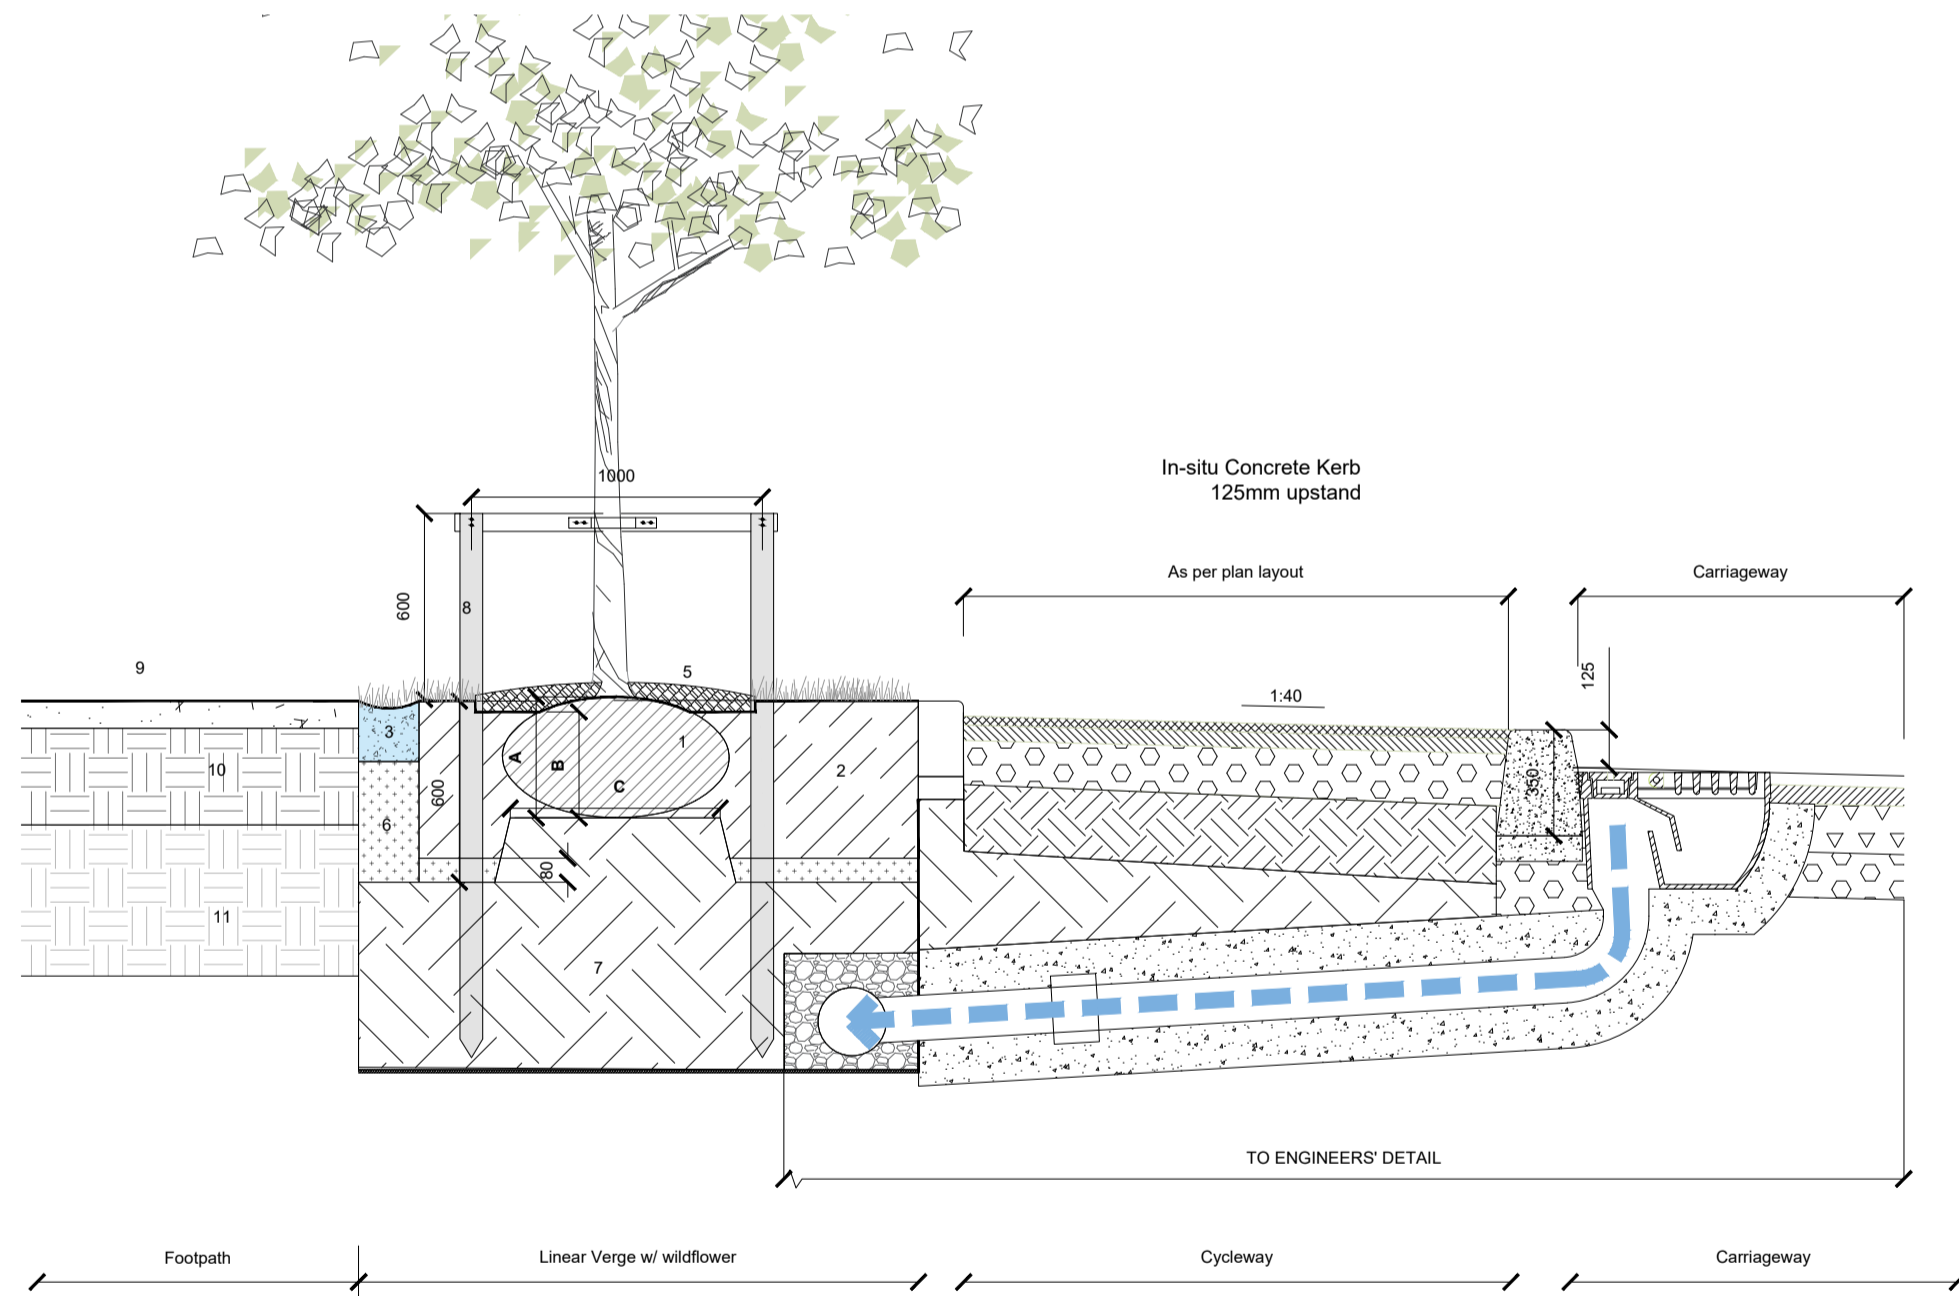 1000
In-situ Concrete Kerb
125mm upstand
As per plan layout
Carriageway
600
8
9
5
125
1:40
3
1
A
B
C
2
10
600
350
6
80
11
7
TO ENGINEERS' DETAIL
Footpath
Linear Verge w/ wildflower
Cycleway
Carriageway